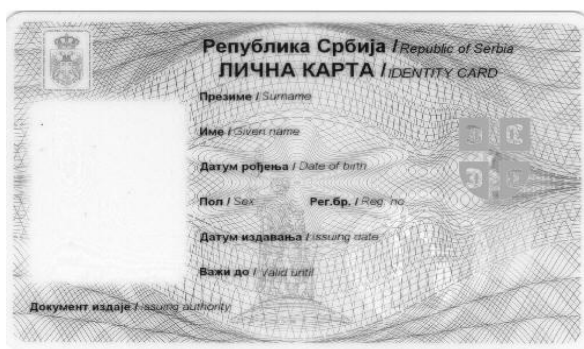 Република Србија / Republic of Serbia
ЛИЧНА КАРТА / IDENTITY CARD
Презиме / Surname
Име / Given name
Датум рођења / Date of birth
Пол / Sex Рег.бр. / Reg. no
Датум издавања / Issuing date
Важи до / Valid until
Документ издаје / Issuing authority